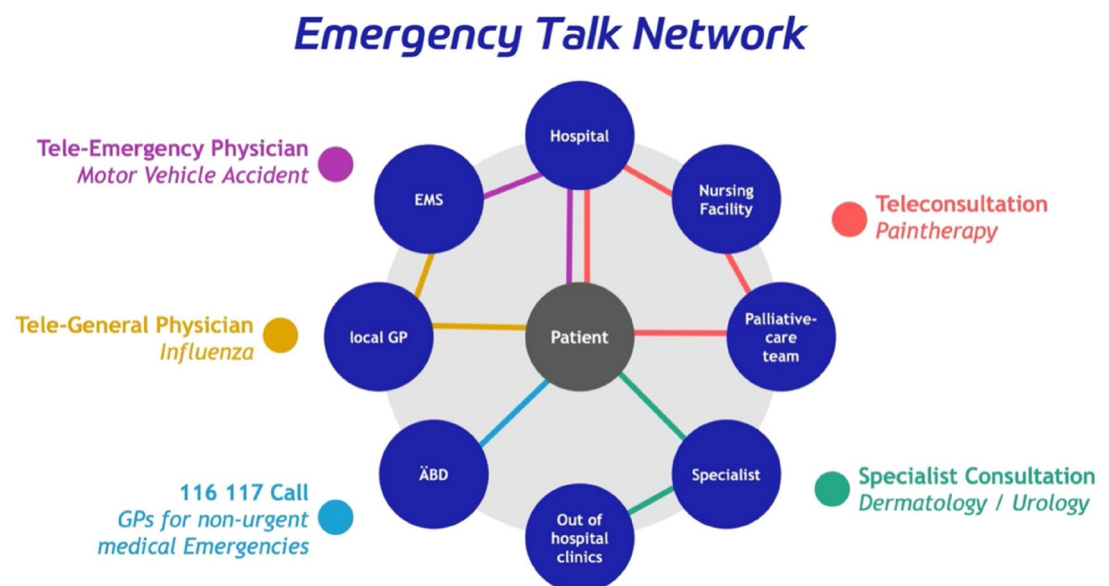 Emergency Talk Network
Hospital
Tele-Emergency Physician
Motor Vehicle Accident
EMS
Nursing
Facility
Teleconsultation
Paintherapy
Tele-General Physician
Influenza
local GP
Patient
Palliative-
care
team
116 117 Call
GPs for non-urgent
medical Emergencies
ÄBD
Specialist
Specialist Consultation
Dermatology / Urology
Out of
hospital
clinics